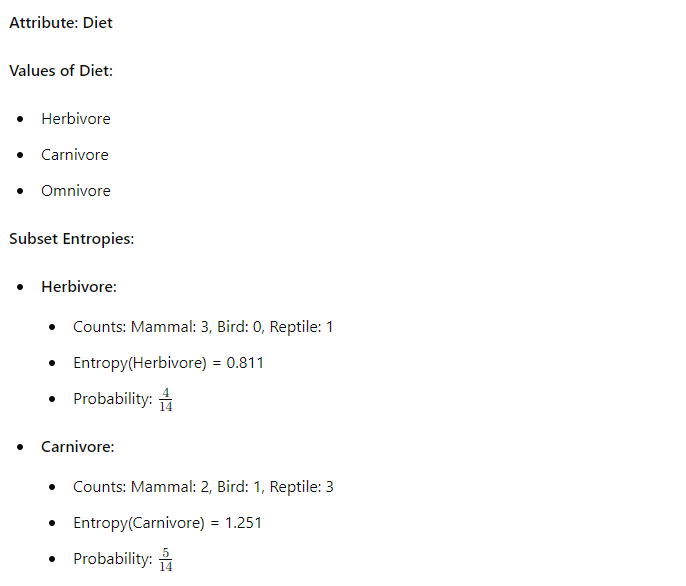 Attribute: Diet
Values of Diet:
• Herbivore
• Carnivore
• Omnivore
Subset Entropies:
• Herbivore:
• Counts: Mammal: 3, Bird: 0, Reptile: 1
• Entropy(Herbivore) = 0.811
• Probability: 4/14
• Carnivore:
• Counts: Mammal: 2, Bird: 1, Reptile: 3
• Entropy(Carnivore) = 1.251
• Probability: 5/14